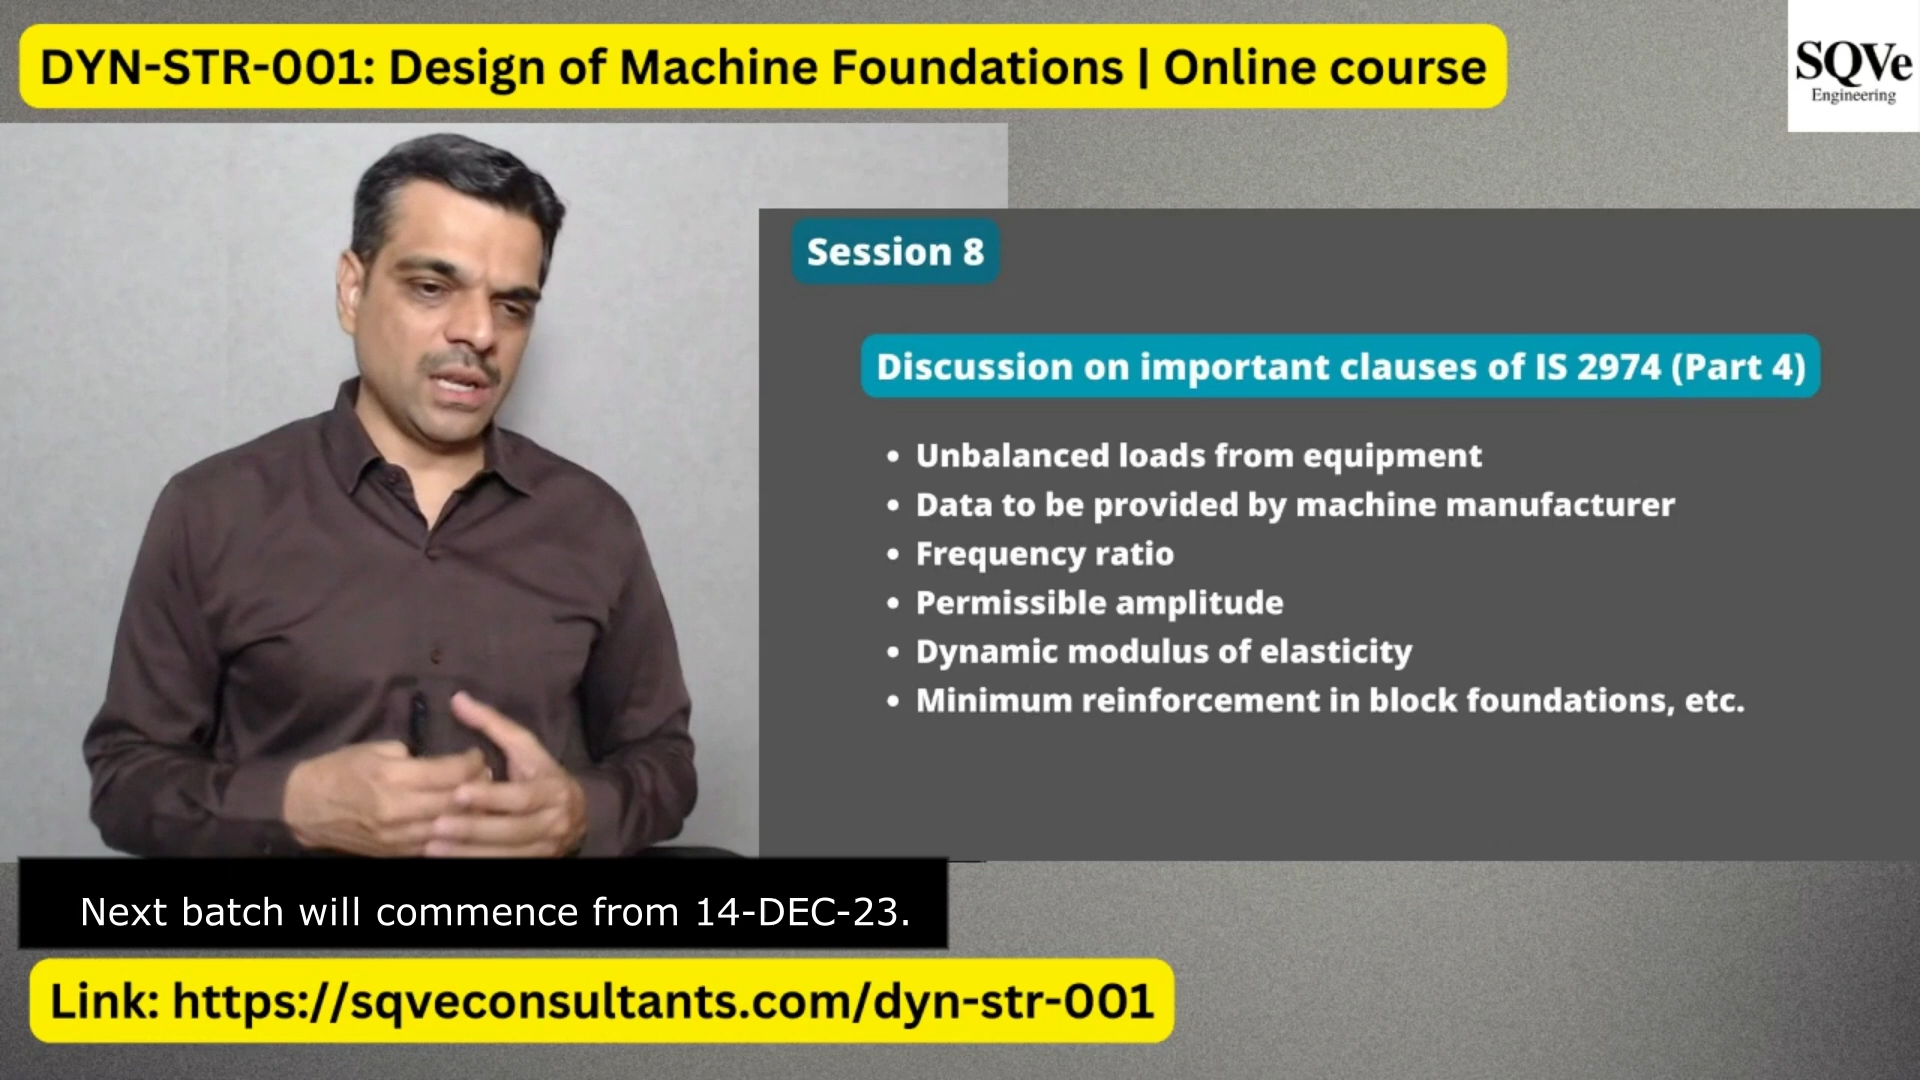 DYN-STR-001: Design of Machine Foundations | Online course
SQVe
Engineering
Session 8
Discussion on important clauses of IS 2974 (Part 4)
• Unbalanced loads from equipment
• Data to be provided by machine manufacturer
• Frequency ratio
• Permissible amplitude
• Dynamic modulus of elasticity
• Minimum reinforcement in block foundations, etc.
Next batch will commence from 14-DEC-23.
Link: https://sqveconsultants.com/dyn-str-001